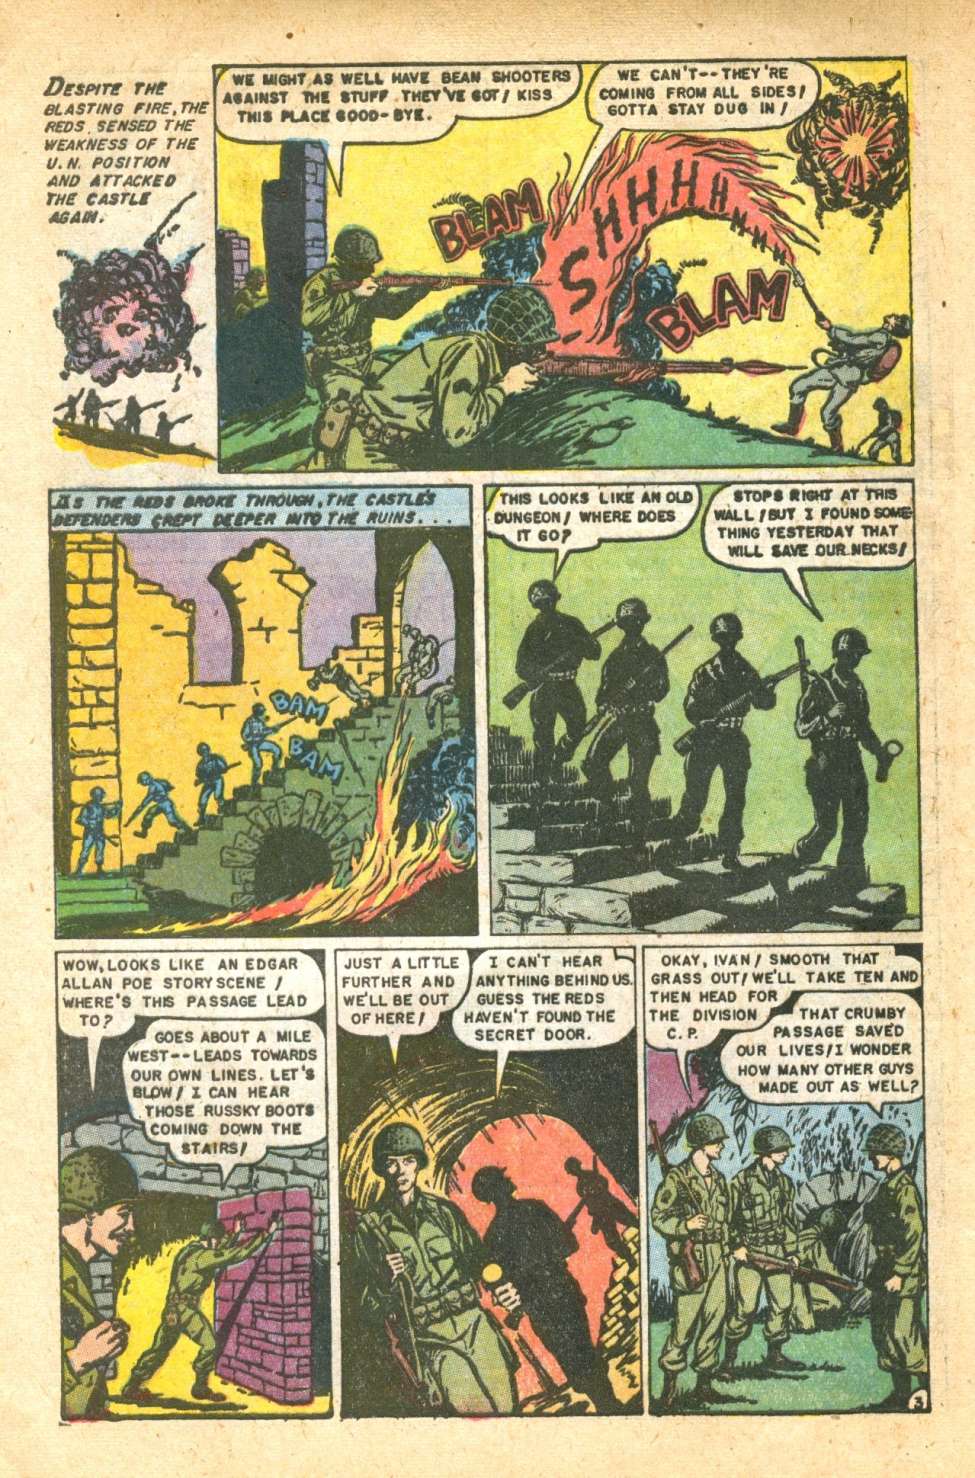 DESPITE THE
BLASTING FIRE, THE
REDS SENSED THE
WEAKNESS OF THE
U.N. POSITION
AND ATTACKED
THE CASTLE
AGAIN.
WE MIGHT AS WELL HAVE BEAN SHOOTERS
AGAINST THE STUFF THEY'VE GOT! KISS
THIS PLACE GOOD-BYE.
WE CAN'T--THEY'RE
COMING FROM ALL SIDES!
GOTTA STAY DUG IN!
BLAM
SHHHHHHHH
BLAM
AS THE REDS BROKE THROUGH, THE CASTLE'S
DEFENDERS CREPT DEEPER INTO THE RUINS...
BAM
BAM
THIS LOOKS LIKE AN OLD
DUNGEON! WHERE DOES
IT GO?
STOPS RIGHT AT THIS
WALL! BUT I FOUND SOME-
THING YESTERDAY THAT
WILL SAVE OUR NECKS!
WOW, LOOKS LIKE AN EDGAR
ALLAN POE STORY SCENE!
WHERE'S THIS PASSAGE LEAD
TO?
GOES ABOUT A MILE
WEST--LEADS TOWARDS
OUR OWN LINES. LET'S
BLOW! I CAN HEAR
THOSE RUSSKY BOOTS
COMING DOWN THE
STAIRS!
JUST A LITTLE
FURTHER AND
WE'LL BE OUT
OF HERE!
I CAN'T HEAR
ANYTHING BEHIND US.
GUESS THE REDS
HAVEN'T FOUND THE
SECRET DOOR.
OKAY, IVAN! SMOOTH THAT
GRASS OUT! WE'LL TAKE TEN AND
THEN HEAD FOR
THE DIVISION
C.P.
THAT CRUMBY
PASSAGE SAVED
OUR LIVES! I WONDER
HOW MANY OTHER GUYS
MADE OUT AS WELL?
3